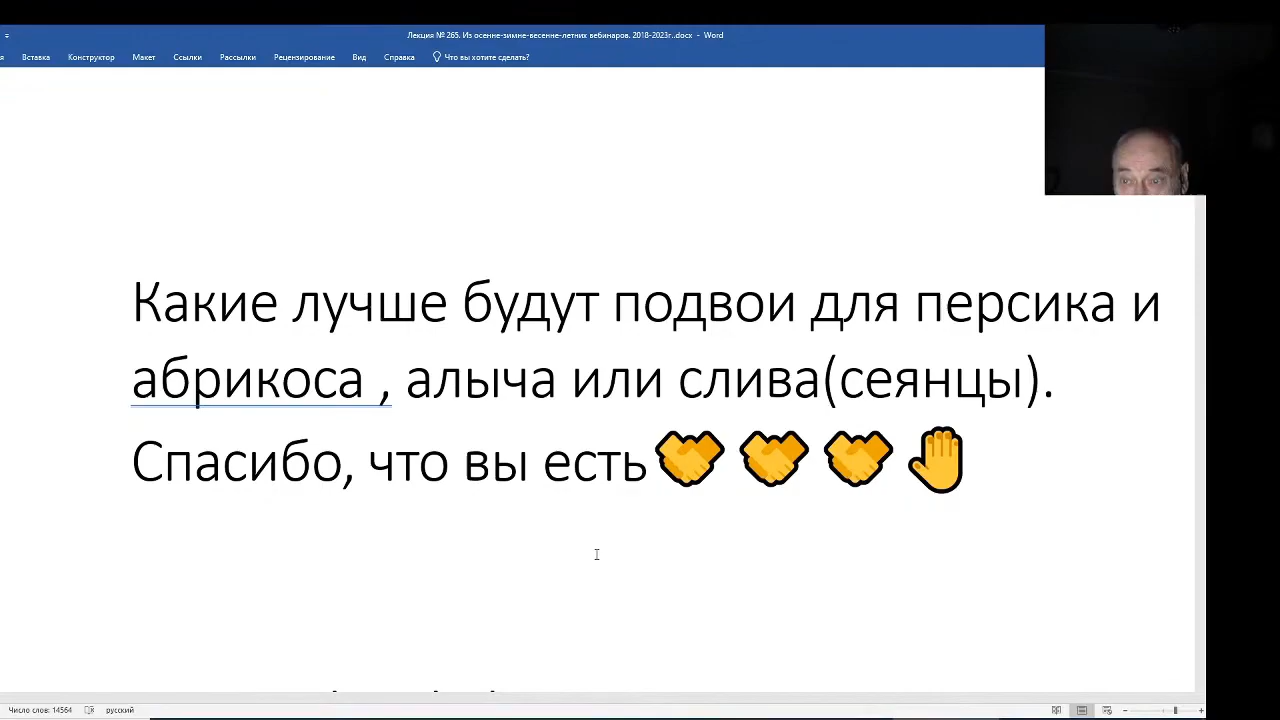 Лекция № 265. Из осенне-зимне-весенне-летних вебинаров. 2018-2023г..docx - Word
я Вставка Конструктор Макет Ссылки Рассылки Рецензирование Вид Справка Что вы хотите сделать?
Какие лучше будут подвои для персика и
абрикоса , алыча или слива(сеянцы).
Спасибо, что вы есть🤝🤝🤝🤚
Число слов: 14564 русский